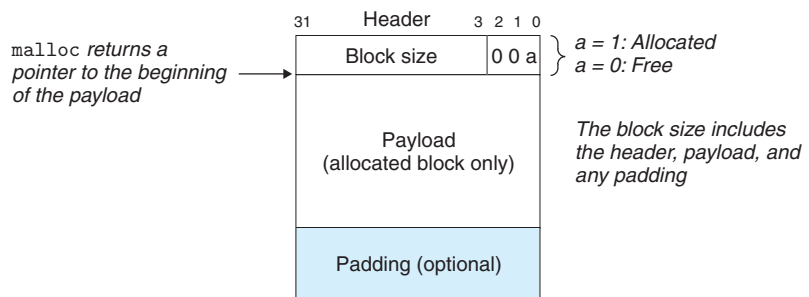 31 Header 3 2 1 0
malloc returns a
pointer to the beginning
of the payload
Block size 0 0 a
a = 1: Allocated
a = 0: Free
Payload
(allocated block only)
The block size includes
the header, payload, and
any padding
Padding (optional)